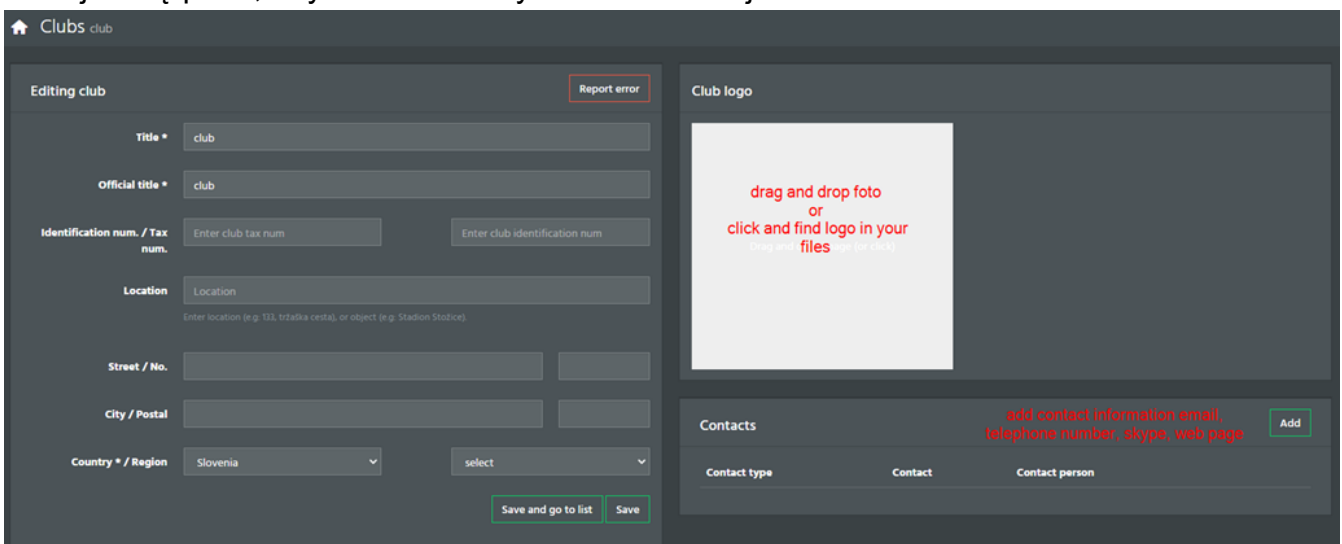 Clubs club
Editing club
Report error
Title *
club
Official title *
club
Identification num. / Tax
num.
Enter club tax num
Enter club identification num
Location
Location
Enter location (e.g. 133, tržaška cesta), or object (e.g. Stadion Stožice).
Street / No.
City / Postal
Country * / Region
Slovenia
select
Save and go to list
Save
Club logo
drag and drop foto
or
click and find logo in your
files
(or click)
Contacts
add contact information email,
telephone number, skype, web page
Add
Contact type
Contact
Contact person